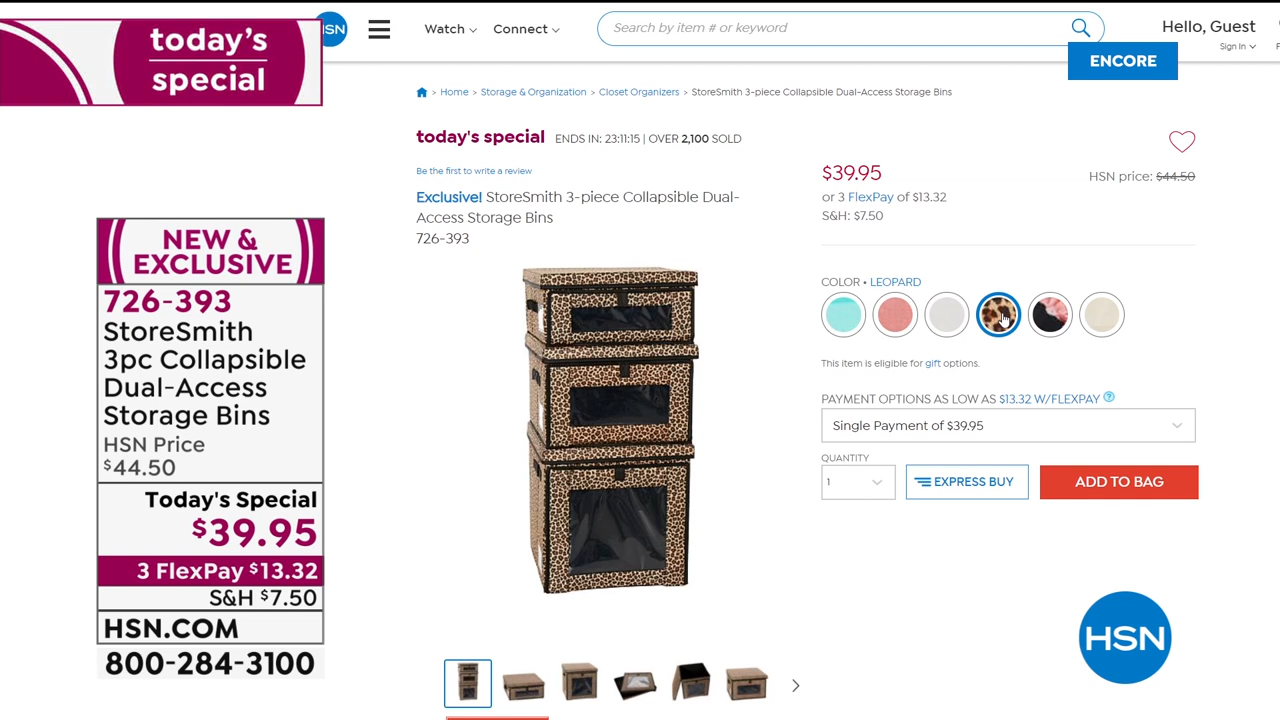 today's
special
HSN
Watch
Connect
Search by item # or keyword
Hello, Guest
Sign In
ENCORE
Home > Storage & Organization > Closet Organizers > StoreSmith 3-piece Collapsible Dual-Access Storage Bins
today's special ENDS IN: 23:11:15 | OVER 2,100 SOLD
Be the first to write a review
Exclusive! StoreSmith 3-piece Collapsible Dual-
Access Storage Bins
726-393
$39.95
HSN price: $44.50
or 3 FlexPay of $13.32
S&H: $7.50
COLOR • LEOPARD
This item is eligible for gift options.
PAYMENT OPTIONS AS LOW AS $13.32 W/FLEXPAY ?
Single Payment of $39.95
QUANTITY
1
EXPRESS BUY
ADD TO BAG
NEW &
EXCLUSIVE
726-393
StoreSmith
3pc Collapsible
Dual-Access
Storage Bins
HSN Price
$44.50
Today's Special
$39.95
3 FlexPay $13.32
S&H $7.50
HSN.COM
800-284-3100
HSN